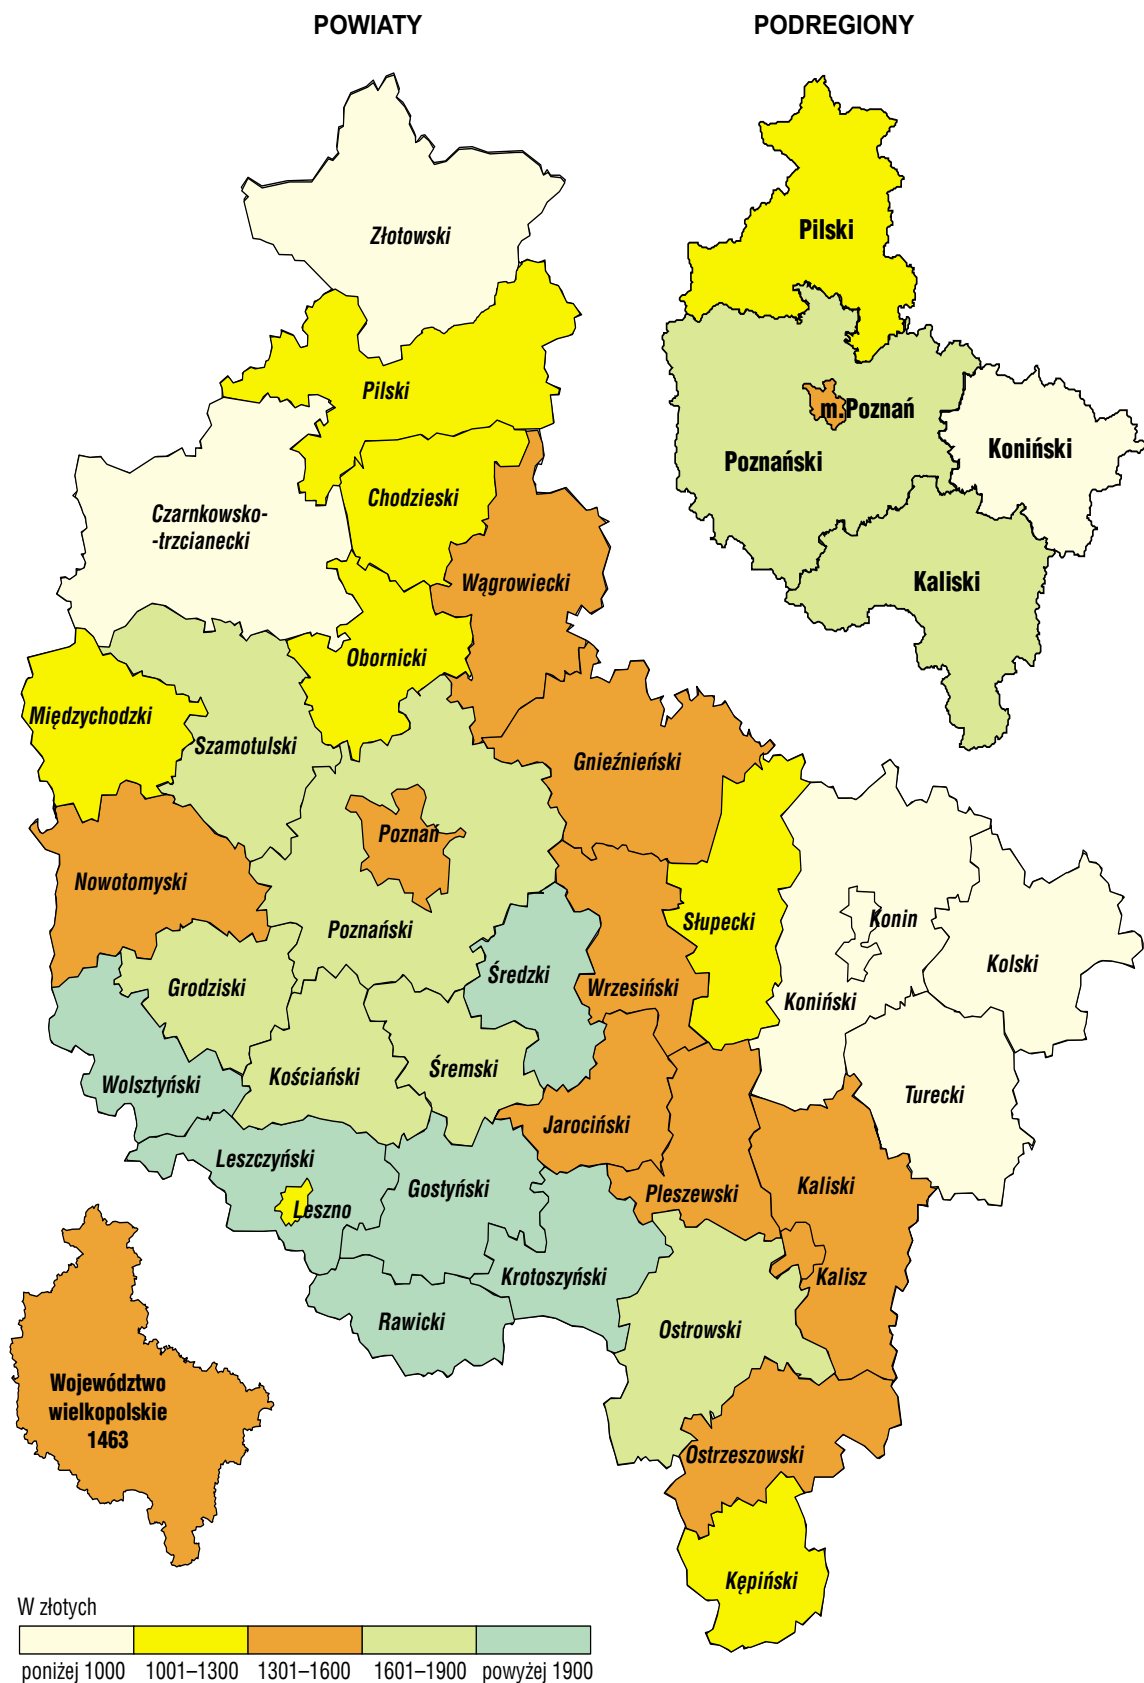 POWIATY
PODREGIONY
Złotowski
Pilski
Czarnkowsko-
-trzcianecki
Chodzieski
Wągrowiecki
Obornicki
Międzychodzki
Szamotulski
Gnieźnieński
Poznań
Nowotomyski
Poznański
Słupecki
Konin
Kolski
Średzki
Wrzesiński
Koniński
Grodziski
Kościański
Śremski
Wolsztyński
Turecki
Jarociński
Leszczyński
Leszno
Gostyński
Pleszewski
Kaliski
Kalisz
Krotoszyński
Rawicki
Ostrowski
Ostrzeszowski
Kępiński
Pilski
m.Poznań
Poznański
Koniński
Kaliski
Województwo
wielkopolskie
1463
W złotych
poniżej 1000 1001–1300 1301–1600 1601–1900 powyżej 1900